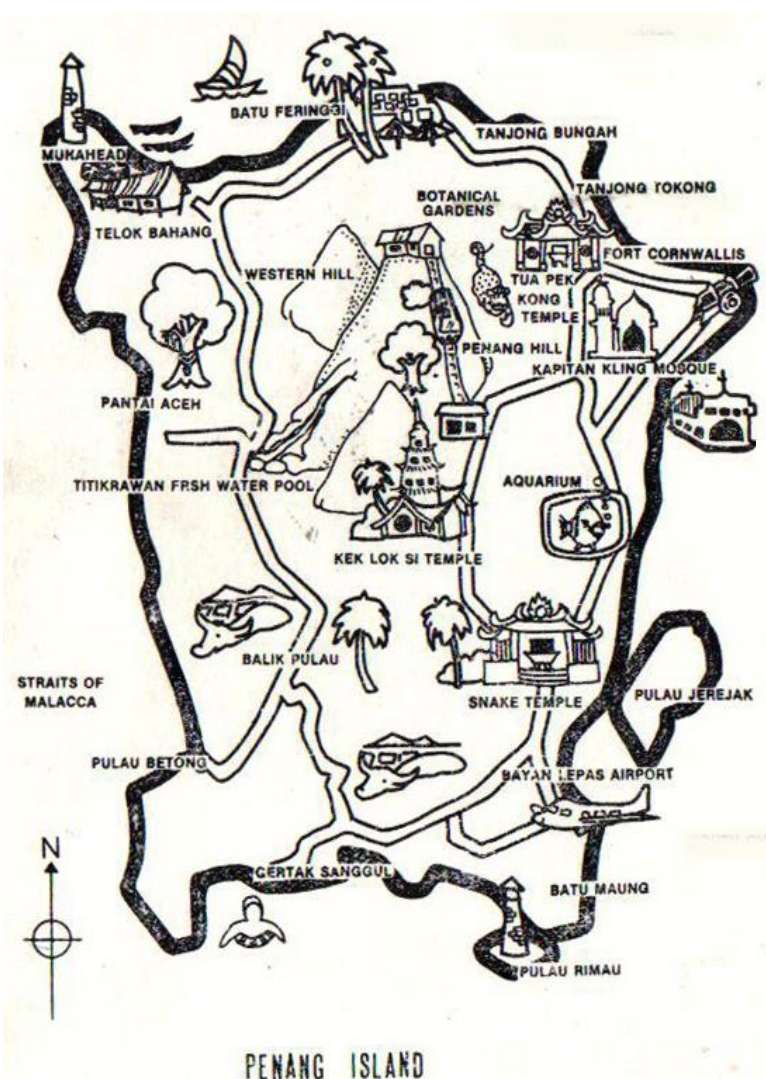 BATU FERINGGI
TANJONG BUNGAH
MUKAHEAD
TANJONG TOKONG
BOTANICAL
GARDENS
TELOK BAHANG
FORT CORNWALLIS
WESTERN HILL
TUA PEK
KONG
TEMPLE
PENANG HILL
KAPITAN KLING MOSQUE
PANTAI ACEH
TITIKRAWAN FRSH WATER POOL
AQUARIUM
KEK LOK SI TEMPLE
BALIK PULAU
STRAITS OF
MALACCA
SNAKE TEMPLE
PULAU JEREJAK
PULAU BETONG
BAYAN LEPAS AIRPORT
N
GERTAK SANGGUL
BATU MAUNG
PULAU RIMAU
PENANG ISLAND